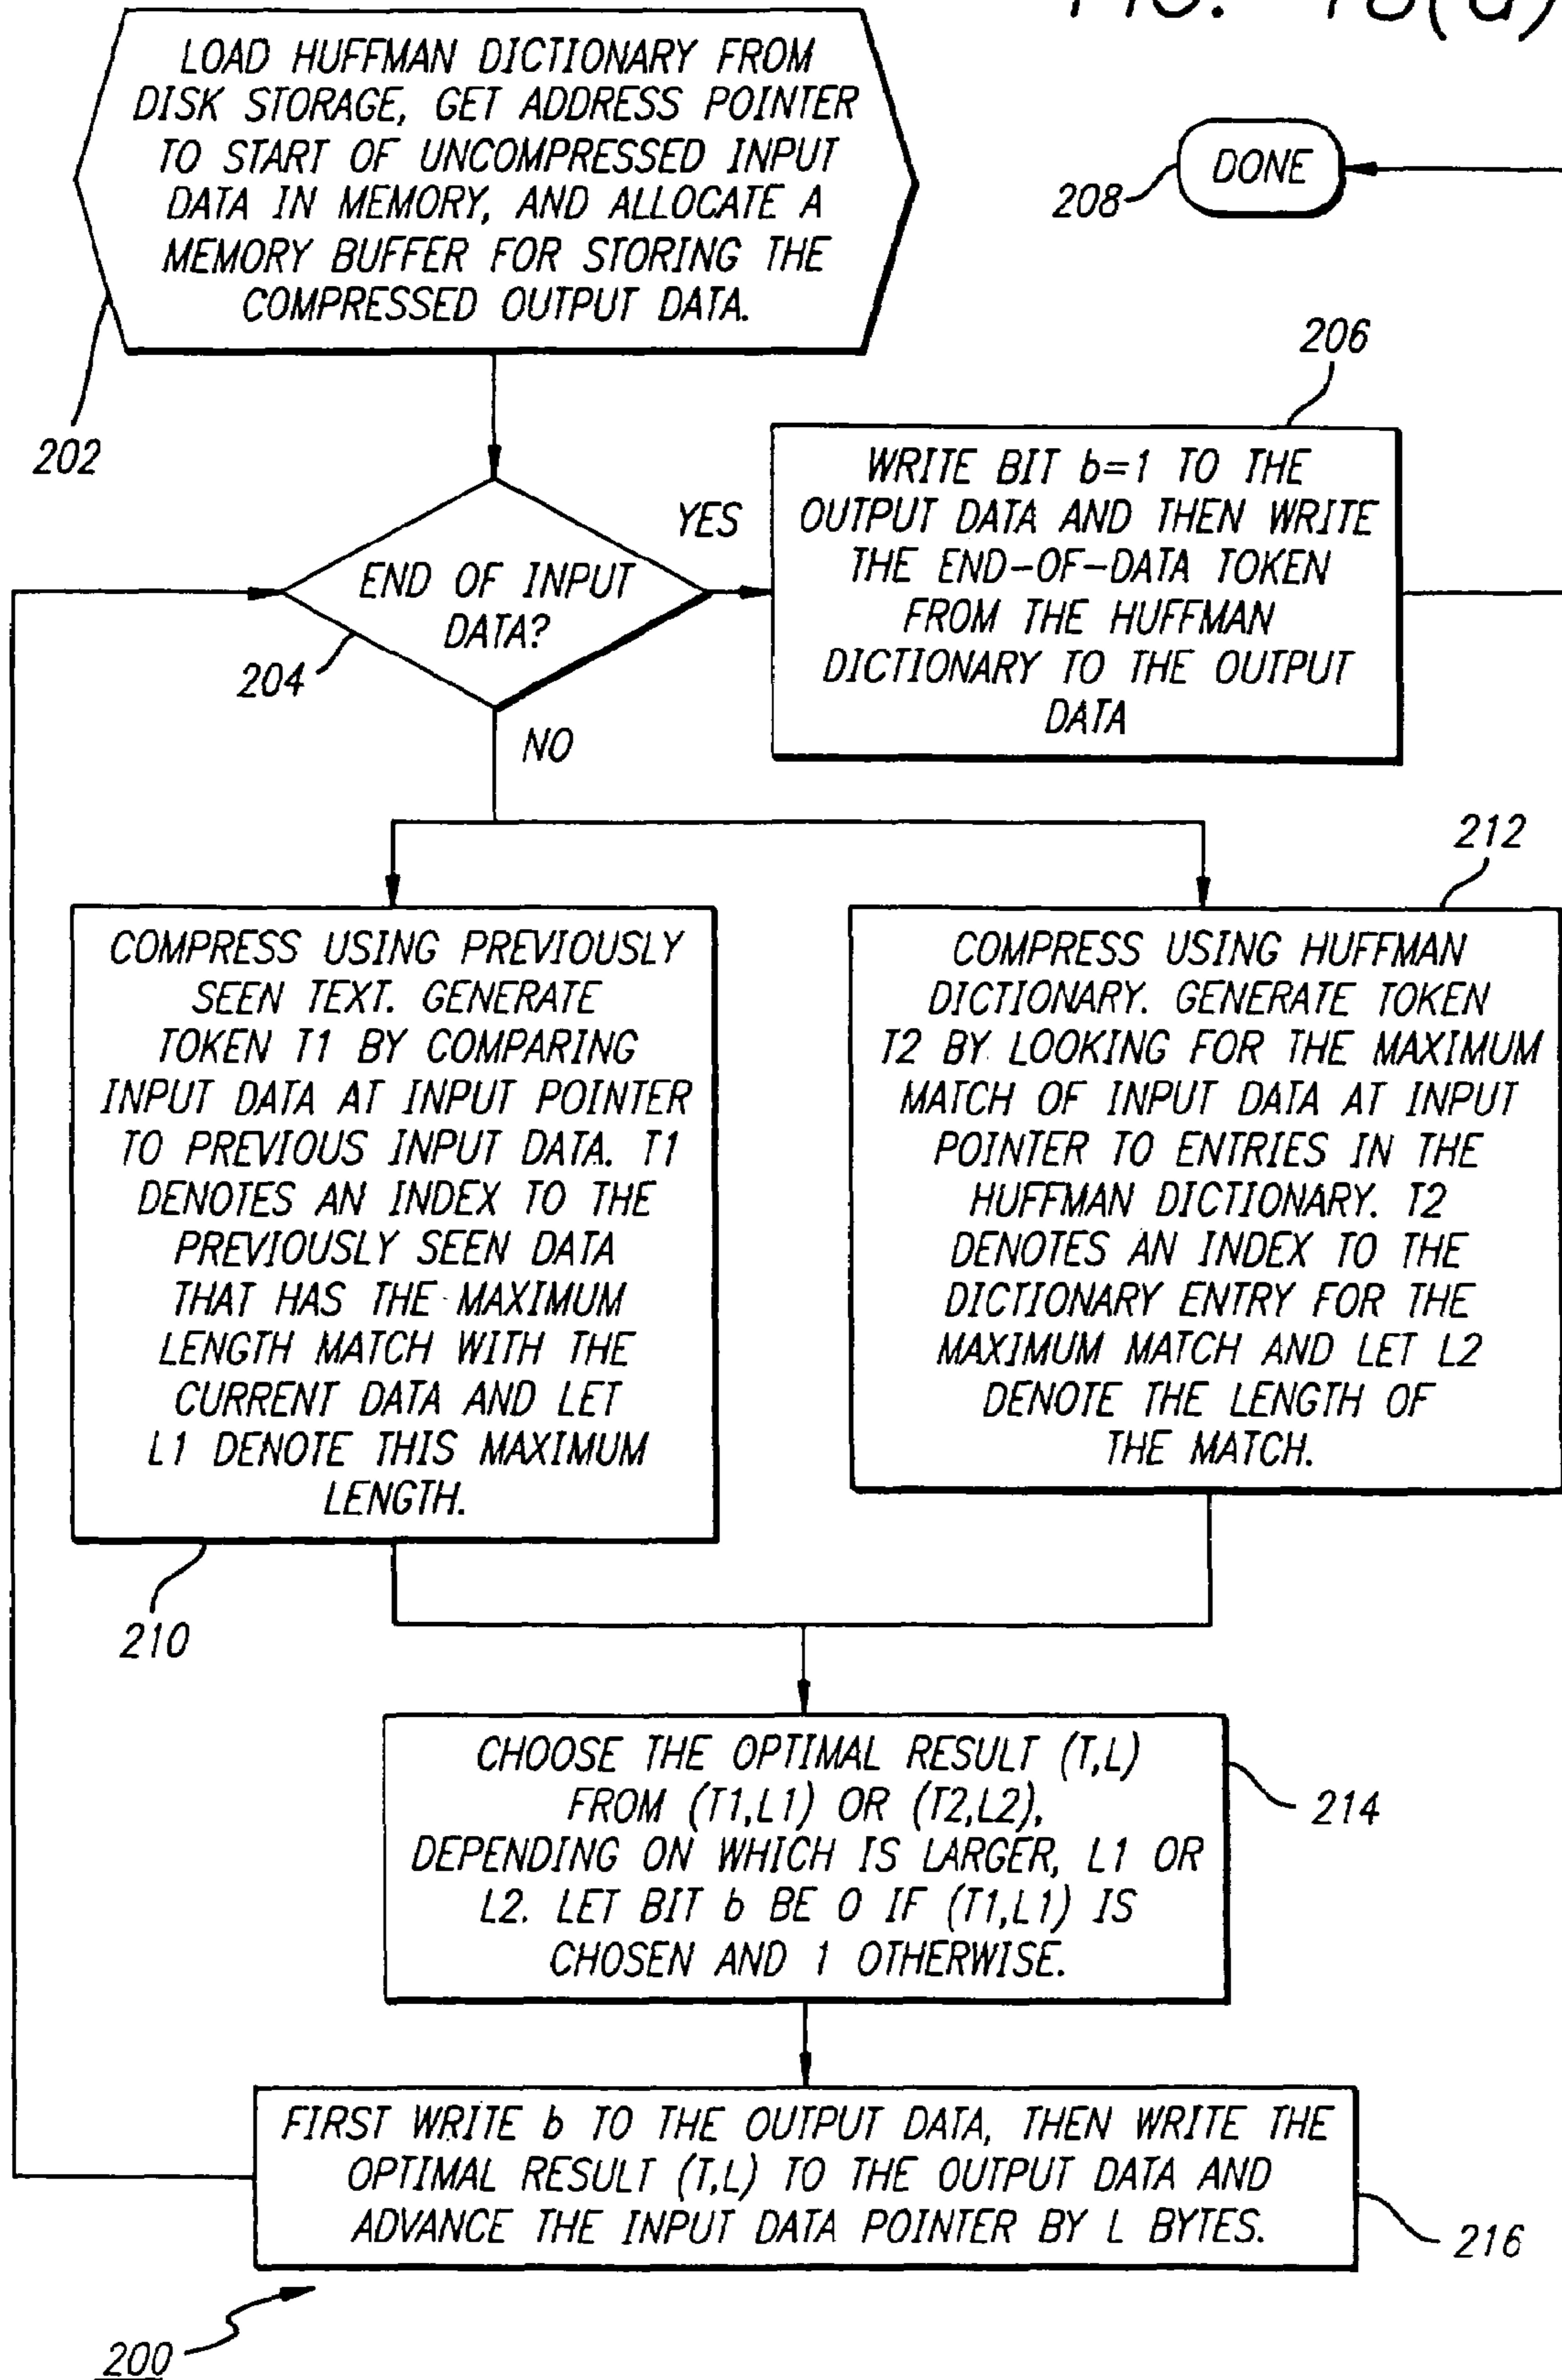 LOAD HUFFMAN DICTIONARY FROM
DISK STORAGE, GET ADDRESS POINTER
TO START OF UNCOMPRESSED INPUT
DATA IN MEMORY, AND ALLOCATE A
MEMORY BUFFER FOR STORING THE
COMPRESSED OUTPUT DATA.
202
DONE
208
206
WRITE BIT b=1 TO THE
OUTPUT DATA AND THEN WRITE
THE END-OF-DATA TOKEN
FROM THE HUFFMAN
DICTIONARY TO THE OUTPUT
DATA
YES
END OF INPUT
DATA?
204
NO
212
COMPRESS USING PREVIOUSLY
SEEN TEXT. GENERATE
TOKEN T1 BY COMPARING
INPUT DATA AT INPUT POINTER
TO PREVIOUS INPUT DATA. T1
DENOTES AN INDEX TO THE
PREVIOUSLY SEEN DATA
THAT HAS THE MAXIMUM
LENGTH MATCH WITH THE
CURRENT DATA AND LET
L1 DENOTE THIS MAXIMUM
LENGTH.
210
COMPRESS USING HUFFMAN
DICTIONARY. GENERATE TOKEN
T2 BY LOOKING FOR THE MAXIMUM
MATCH OF INPUT DATA AT INPUT
POINTER TO ENTRIES IN THE
HUFFMAN DICTIONARY. T2
DENOTES AN INDEX TO THE
DICTIONARY ENTRY FOR THE
MAXIMUM MATCH AND LET L2
DENOTE THE LENGTH OF
THE MATCH.
CHOOSE THE OPTIMAL RESULT (T,L)
FROM (T1,L1) OR (T2,L2),
DEPENDING ON WHICH IS LARGER, L1 OR
L2. LET BIT b BE 0 IF (T1,L1) IS
CHOSEN AND 1 OTHERWISE.
214
FIRST WRITE b TO THE OUTPUT DATA, THEN WRITE THE
OPTIMAL RESULT (T,L) TO THE OUTPUT DATA AND
ADVANCE THE INPUT DATA POINTER BY L BYTES.
216
200